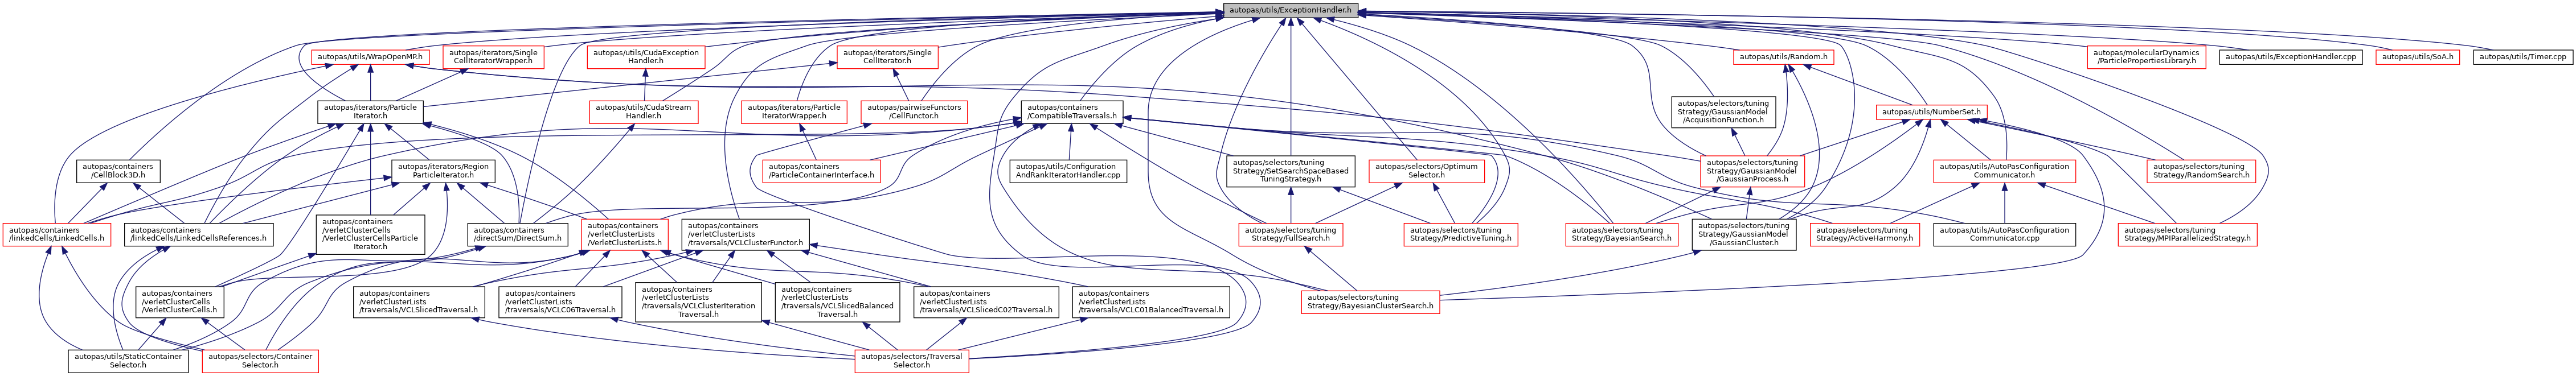 autopas/utils/ExceptionHandler.h
autopas/utils/WrapOpenMP.h
autopas/iterators/Single
CellIteratorWrapper.h
autopas/utils/CudaException
Handler.h
autopas/iterators/Single
CellIterator.h
autopas/utils/Random.h
autopas/molecularDynamics
/ParticlePropertiesLibrary.h
autopas/utils/ExceptionHandler.cpp
autopas/utils/SoA.h
autopas/utils/Timer.cpp
autopas/iterators/Particle
Iterator.h
autopas/utils/CudaStream
Handler.h
autopas/iterators/Particle
IteratorWrapper.h
autopas/pairwiseFunctors
/CellFunctor.h
autopas/containers
/CompatibleTraversals.h
autopas/selectors/tuning
Strategy/GaussianModel
/AcquisitionFunction.h
autopas/utils/NumberSet.h
autopas/containers
/CellBlock3D.h
autopas/iterators/Region
ParticleIterator.h
autopas/containers
/ParticleContainerInterface.h
autopas/utils/Configuration
AndRankIteratorHandler.cpp
autopas/selectors/tuning
Strategy/SetSearchSpaceBased
TuningStrategy.h
autopas/selectors/Optimum
Selector.h
autopas/selectors/tuning
Strategy/GaussianModel
/GaussianProcess.h
autopas/utils/AutoPasConfiguration
Communicator.h
autopas/selectors/tuning
Strategy/RandomSearch.h
autopas/containers
/linkedCells/LinkedCells.h
autopas/containers
/linkedCells/LinkedCellsReferences.h
autopas/containers
/verletClusterCells
/VerletClusterCellsParticle
Iterator.h
autopas/containers
/directSum/DirectSum.h
autopas/containers
/verletClusterLists
/VerletClusterLists.h
autopas/containers
/verletClusterLists
/traversals/VCLClusterFunctor.h
autopas/selectors/tuning
Strategy/FullSearch.h
autopas/selectors/tuning
Strategy/PredictiveTuning.h
autopas/selectors/tuning
Strategy/BayesianSearch.h
autopas/selectors/tuning
Strategy/GaussianModel
/GaussianCluster.h
autopas/selectors/tuning
Strategy/ActiveHarmony.h
autopas/utils/AutoPasConfiguration
Communicator.cpp
autopas/selectors/tuning
Strategy/MPIParallelizedStrategy.h
autopas/containers
/verletClusterCells
/VerletClusterCells.h
autopas/containers
/verletClusterLists
/traversals/VCLSlicedTraversal.h
autopas/containers
/verletClusterLists
/traversals/VCLC06Traversal.h
autopas/containers
/verletClusterLists
/traversals/VCLClusterIteration
Traversal.h
autopas/containers
/verletClusterLists
/traversals/VCLSlicedBalanced
Traversal.h
autopas/containers
/verletClusterLists
/traversals/VCLSlicedC02Traversal.h
autopas/containers
/verletClusterLists
/traversals/VCLC01BalancedTraversal.h
autopas/selectors/tuning
Strategy/BayesianClusterSearch.h
autopas/utils/StaticContainer
Selector.h
autopas/selectors/Container
Selector.h
autopas/selectors/Traversal
Selector.h